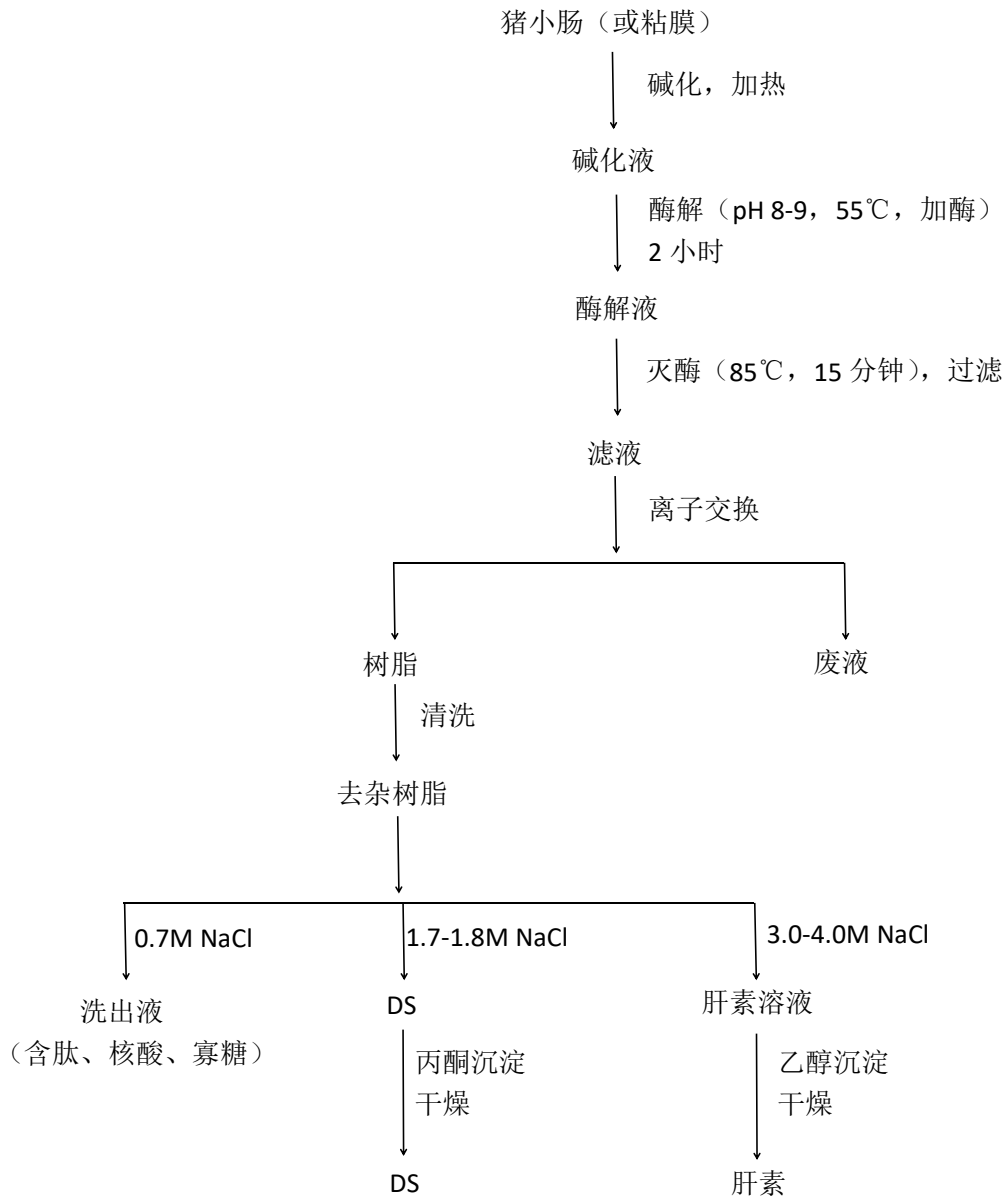 猪小肠（或粘膜）
碱化，加热
碱化液
酶解（pH 8-9，55℃，加酶）
2 小时
酶解液
灭酶（85℃，15 分钟），过滤
滤液
离子交换
树脂
废液
清洗
去杂树脂
0.7M NaCl
1.7-1.8M NaCl
3.0-4.0M NaCl
洗出液
（含肽、核酸、寡糖）
DS
肝素溶液
丙酮沉淀
干燥
乙醇沉淀
干燥
DS
肝素